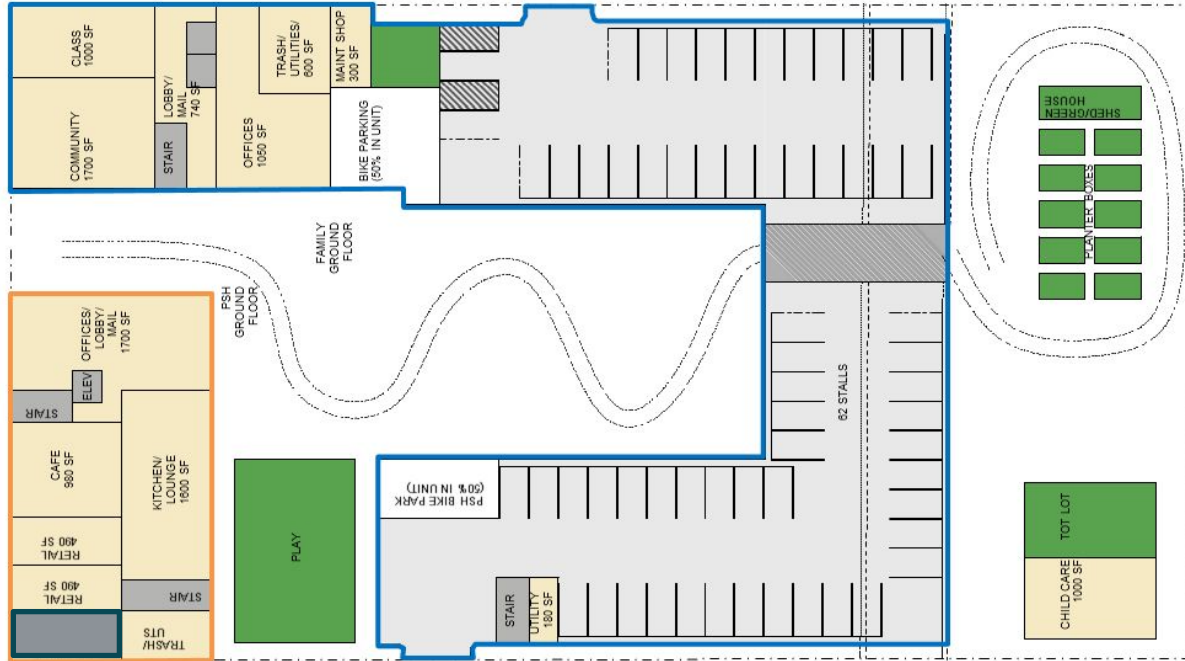 CLASS
1000 SF
COMMUNITY
1700 SF
LOBBY/
MAIL
740 SF
STAIR
TRASH/
UTILITIES/
600 SF
OFFICES
1050 SF
MAINT SHOP
300 SF
BIKE PARKING
(50% IN UNIT)
SHED/GREEN
HOUSE
PLANTER BOXES
FAMILY
GROUND
FLOOR
PSH
GROUND
FLOOR
OFFICES/
LOBBY/
MAIL
1700 SF
ELEV
STAIR
CAFE
980 SF
KITCHEN/
LOUNGE
1600 SF
RETAIL
490 SF
RETAIL
490 SF
STAIR
TRASH/
UTS
PLAY
PSH BIKE PARK
(50% IN UNIT)
62 STALLS
STAIR
UTILITY
180 SF
TOT LOT
CHILD CARE
1000 SF